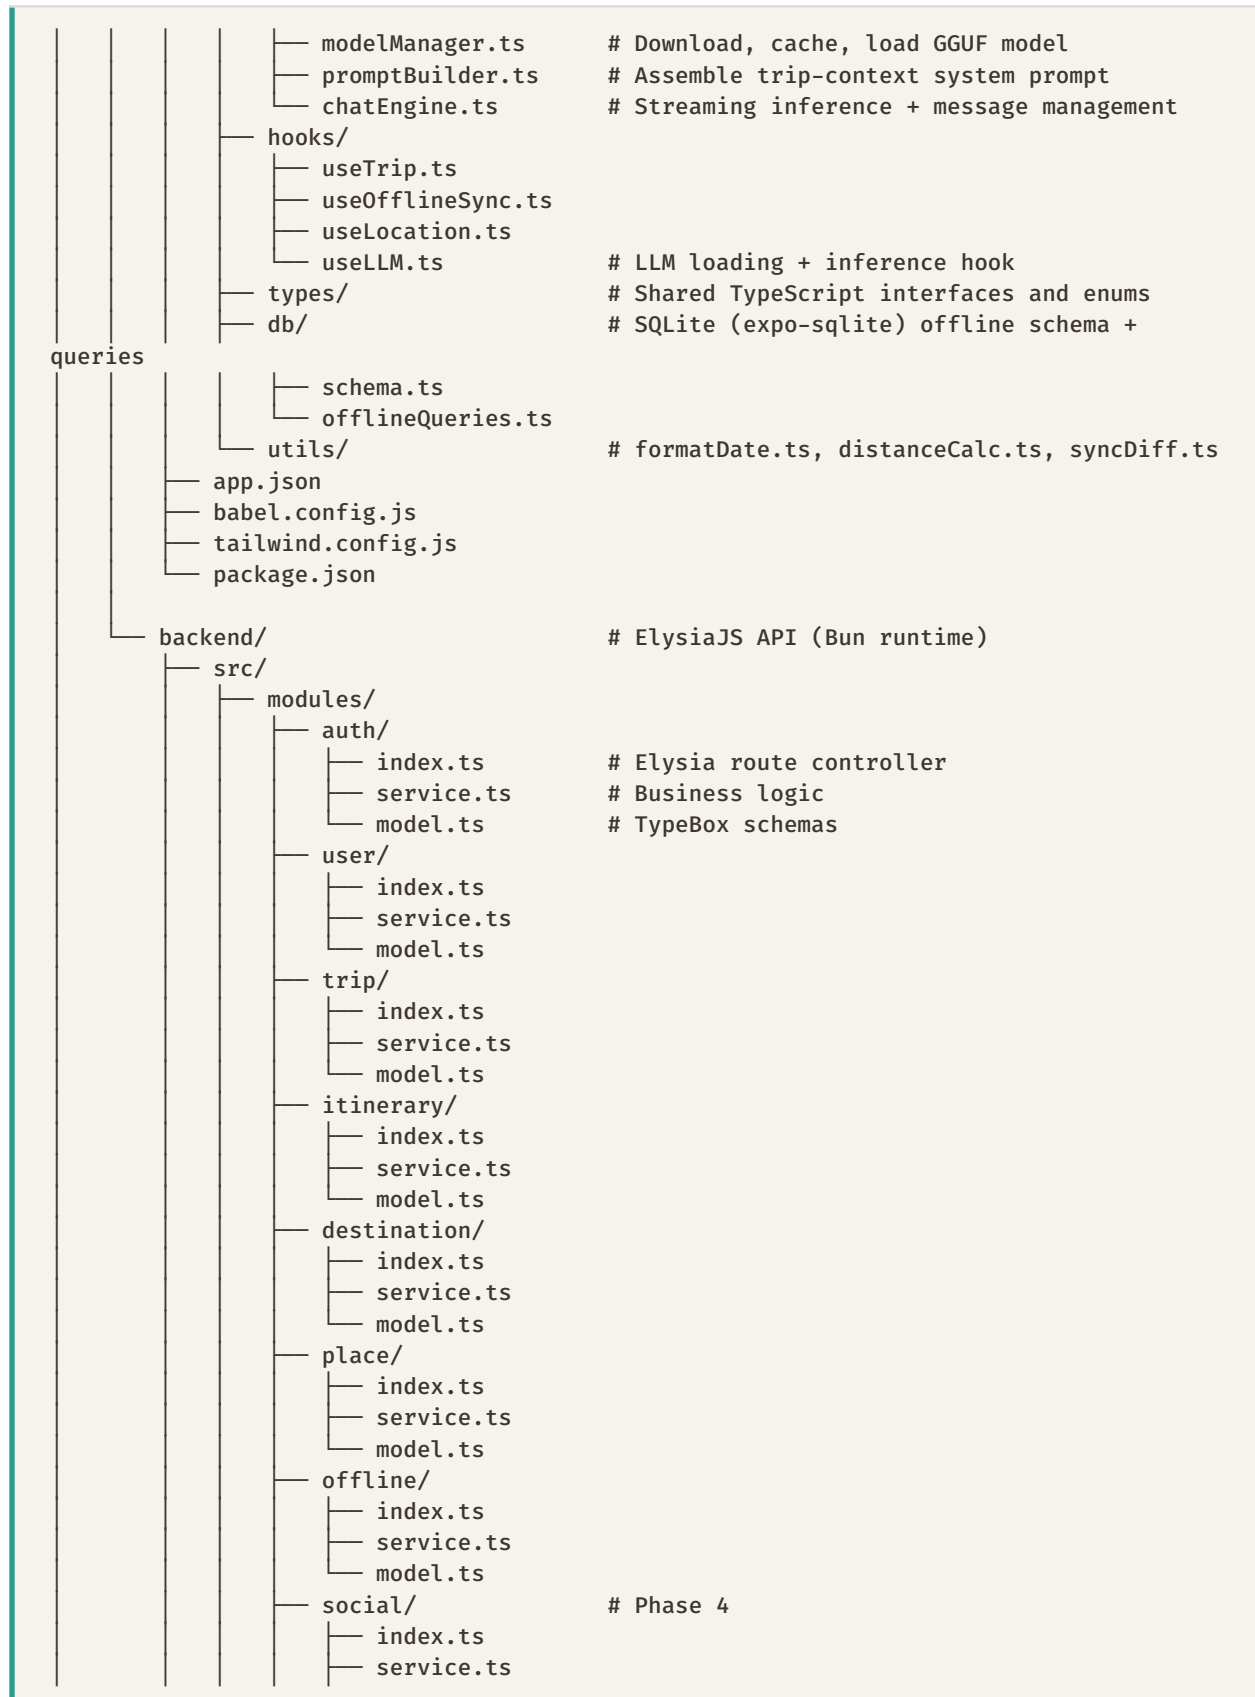 │   │   │   │   ├── modelManager.ts      # Download, cache, load GGUF model
│   │   │   │   ├── promptBuilder.ts     # Assemble trip-context system prompt
│   │   │   │   └── chatEngine.ts        # Streaming inference + message management
│   │   │   ├── hooks/
│   │   │   │   ├── useTrip.ts
│   │   │   │   ├── useOfflineSync.ts
│   │   │   │   ├── useLocation.ts
│   │   │   │   └── useLLM.ts            # LLM loading + inference hook
│   │   │   ├── types/                   # Shared TypeScript interfaces and enums
│   │   │   ├── db/                      # SQLite (expo-sqlite) offline schema +
queries
│   │   │   │   ├── schema.ts
│   │   │   │   └── offlineQueries.ts
│   │   │   └── utils/                   # formatDate.ts, distanceCalc.ts, syncDiff.ts
│   │   ├── app.json
│   │   ├── babel.config.js
│   │   ├── tailwind.config.js
│   │   └── package.json
│   │
│   └── backend/                         # ElysiaJS API (Bun runtime)
│       ├── src/
│       │   ├── modules/
│       │   │   ├── auth/
│       │   │   │   ├── index.ts         # Elysia route controller
│       │   │   │   ├── service.ts       # Business logic
│       │   │   │   └── model.ts         # TypeBox schemas
│       │   │   ├── user/
│       │   │   │   ├── index.ts
│       │   │   │   ├── service.ts
│       │   │   │   └── model.ts
│       │   │   ├── trip/
│       │   │   │   ├── index.ts
│       │   │   │   ├── service.ts
│       │   │   │   └── model.ts
│       │   │   ├── itinerary/
│       │   │   │   ├── index.ts
│       │   │   │   ├── service.ts
│       │   │   │   └── model.ts
│       │   │   ├── destination/
│       │   │   │   ├── index.ts
│       │   │   │   ├── service.ts
│       │   │   │   └── model.ts
│       │   │   ├── place/
│       │   │   │   ├── index.ts
│       │   │   │   ├── service.ts
│       │   │   │   └── model.ts
│       │   │   ├── offline/
│       │   │   │   ├── index.ts
│       │   │   │   ├── service.ts
│       │   │   │   └── model.ts
│       │   │   ├── social/              # Phase 4
│       │   │   │   ├── index.ts
│       │   │   │   ├── service.ts